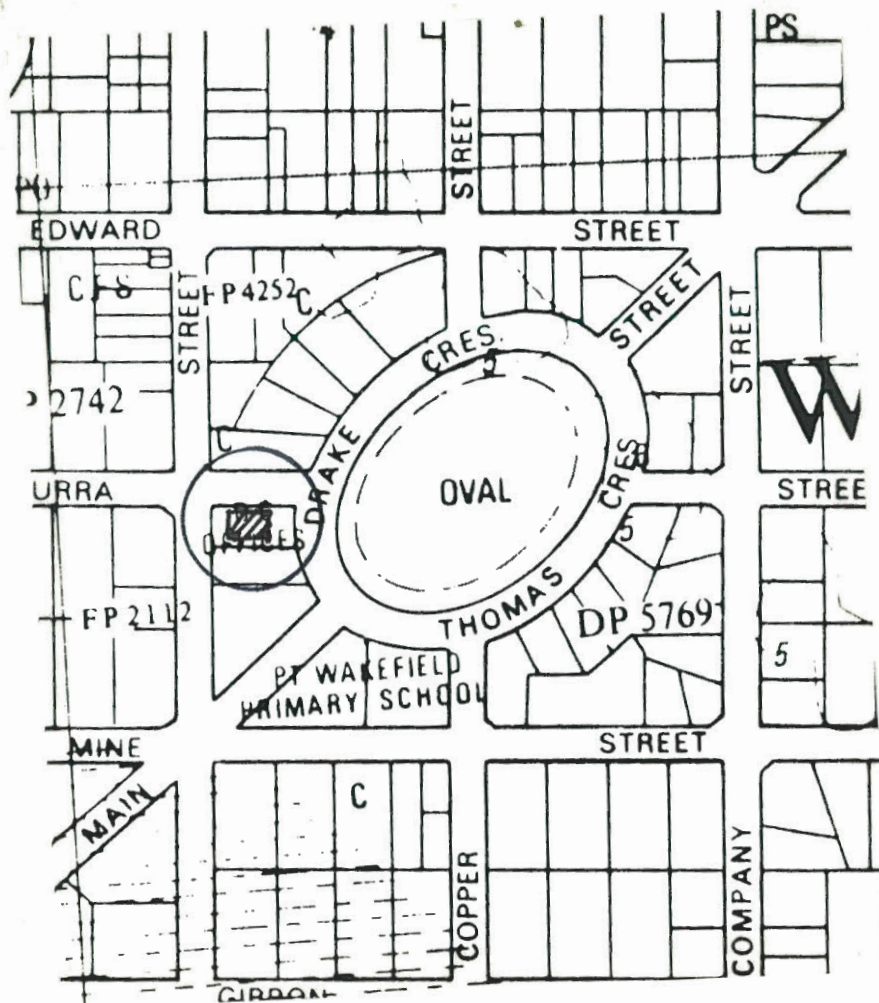 PS
STREET
EDWARD STREET
STREET
FP 4252
C
STREET
CRES
STREET
P 2742
C
DRAKE
OVAL
CRES
URRA
STREE
W
OFFICES
5
FP 2112
THOMAS
DP 5769
PT WAKEFIELD
PRIMARY SCHOOL
5
MINE STREET
MAIN
C
COPPER
COMPANY